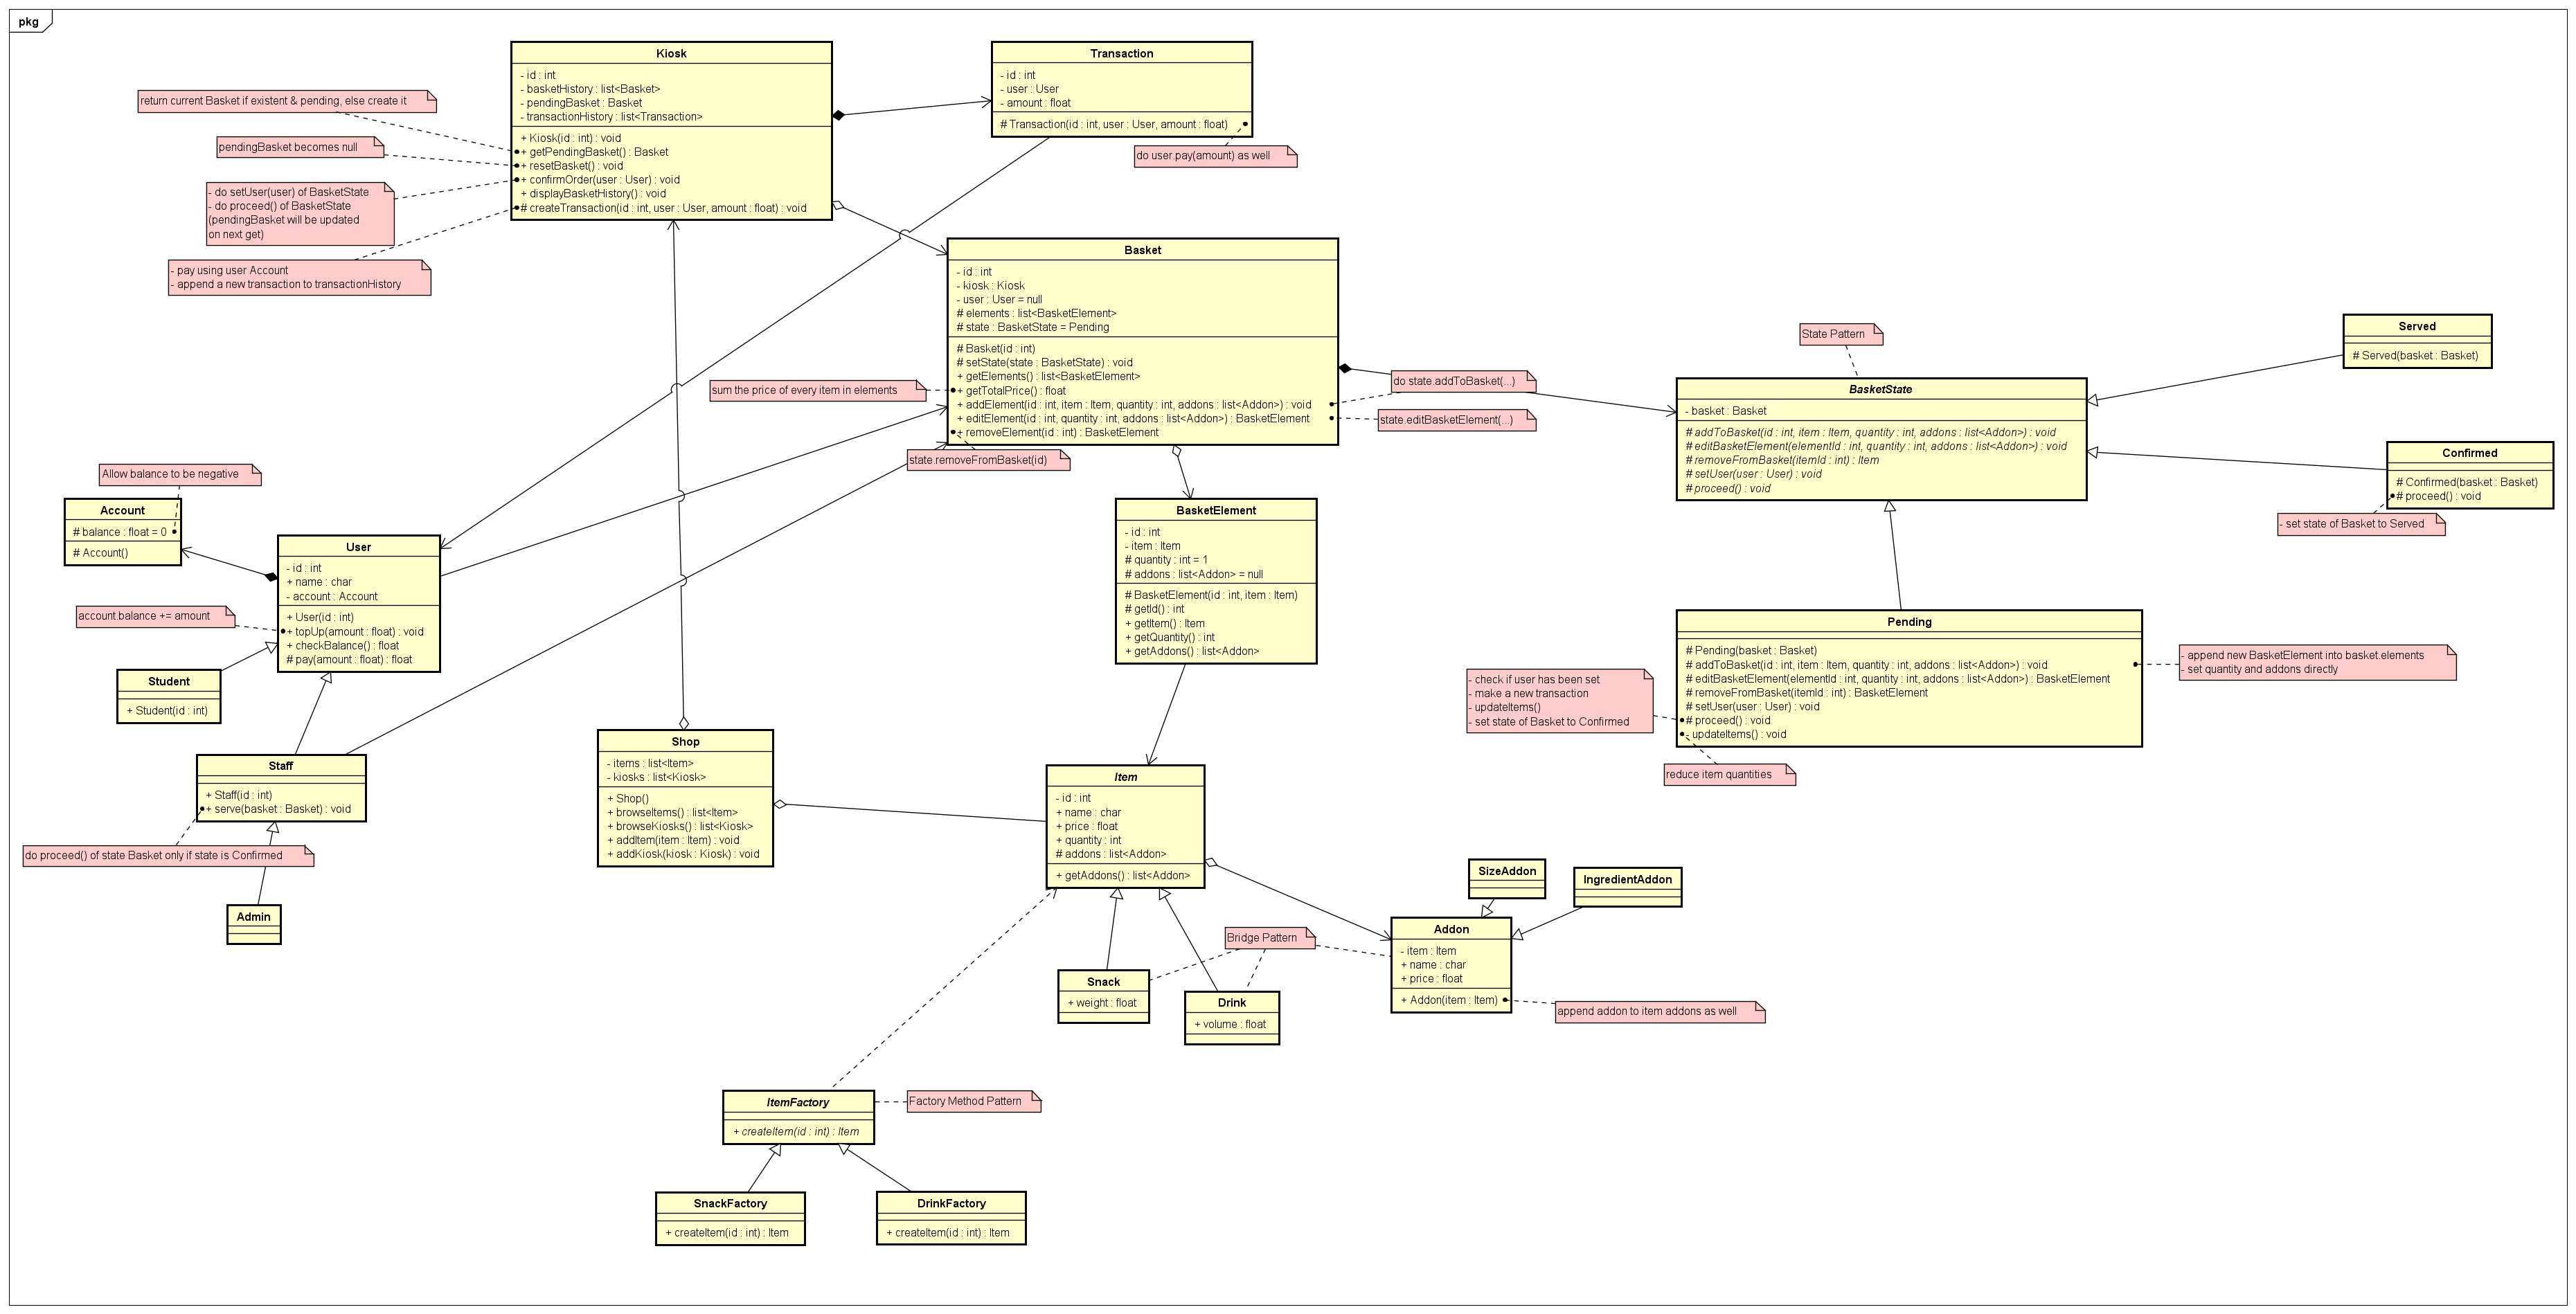 pkg
Kiosk
- id : int
- basketHistory : list<Basket>
- pendingBasket : Basket
- transactionHistory : list<Transaction>
+ Kiosk(id : int) : void
+ getPendingBasket() : Basket
+ resetBasket() : void
+ confirmOrder(user : User) : void
+ displayBasketHistory() : void
# createTransaction(id : int, user : User, amount : float) : void
return current Basket if existent & pending, else create it
pendingBasket becomes null
- do setUser(user) of BasketState
- do proceed() of BasketState
(pendingBasket will be updated
on next get)
- pay using user Account
- append a new transaction to transactionHistory
Transaction
- id : int
- user : User
- amount : float
# Transaction(id : int, user : User, amount : float)
do user.pay(amount) as well
Basket
- id : int
- kiosk : Kiosk
- user : User = null
# elements : list<BasketElement>
# state : BasketState = Pending
# Basket(id : int)
# setState(state : BasketState) : void
+ getElements() : list<BasketElement>
+ getTotalPrice() : float
+ addElement(id : int, item : Item, quantity : int, addons : list<Addon>) : void
+ editElement(id : int, quantity : int, addons : list<Addon>) : BasketElement
+ removeElement(id : int) : BasketElement
sum the price of every item in elements
do state.addToBasket(...)
state.editBasketElement(...)
state.removeFromBasket(id)
State Pattern
BasketState
- basket : Basket
# addToBasket(id : int, item : Item, quantity : int, addons : list<Addon>) : void
# editBasketElement(elementId : int, quantity : int, addons : list<Addon>) : void
# removeFromBasket(itemId : int) : Item
# setUser(user : User) : void
# proceed() : void
Served
# Served(basket : Basket)
Confirmed
# Confirmed(basket : Basket)
# proceed() : void
- set state of Basket to Served
Allow balance to be negative
Account
# balance : float = 0
# Account()
User
- id : int
+ name : char
- account : Account
+ User(id : int)
+ topUp(amount : float) : void
+ checkBalance() : float
# pay(amount : float) : float
account.balance += amount
Student
+ Student(id : int)
Staff
+ Staff(id : int)
+ serve(basket : Basket) : void
do proceed() of state Basket only if state is Confirmed
Admin
BasketElement
- id : int
- item : Item
# quantity : int = 1
# addons : list<Addon> = null
# BasketElement(id : int, item : Item)
# getId() : int
+ getItem() : Item
+ getQuantity() : int
+ getAddons() : list<Addon>
Pending
# Pending(basket : Basket)
# addToBasket(id : int, item : Item, quantity : int, addons : list<Addon>) : void
# editBasketElement(elementId : int, quantity : int, addons : list<Addon>) : BasketElement
# removeFromBasket(itemId : int) : BasketElement
# setUser(user : User) : void
# proceed() : void
- updateItems() : void
- append new BasketElement into basket.elements
- set quantity and addons directly
- check if user has been set
- make a new transaction
- updateItems()
- set state of Basket to Confirmed
reduce item quantities
Shop
- items : list<Item>
- kiosks : list<Kiosk>
+ Shop()
+ browseItems() : list<Item>
+ browseKiosks() : list<Kiosk>
+ addItem(item : Item) : void
+ addKiosk(kiosk : Kiosk) : void
Item
- id : int
+ name : char
+ price : float
+ quantity : int
# addons : list<Addon>
+ getAddons() : list<Addon>
SizeAddon
IngredientAddon
Addon
- item : Item
+ name : char
+ price : float
+ Addon(item : Item)
append addon to item addons as well
Bridge Pattern
Snack
+ weight : float
Drink
+ volume : float
ItemFactory
+ createItem(id : int) : Item
Factory Method Pattern
SnackFactory
+ createItem(id : int) : Item
DrinkFactory
+ createItem(id : int) : Item